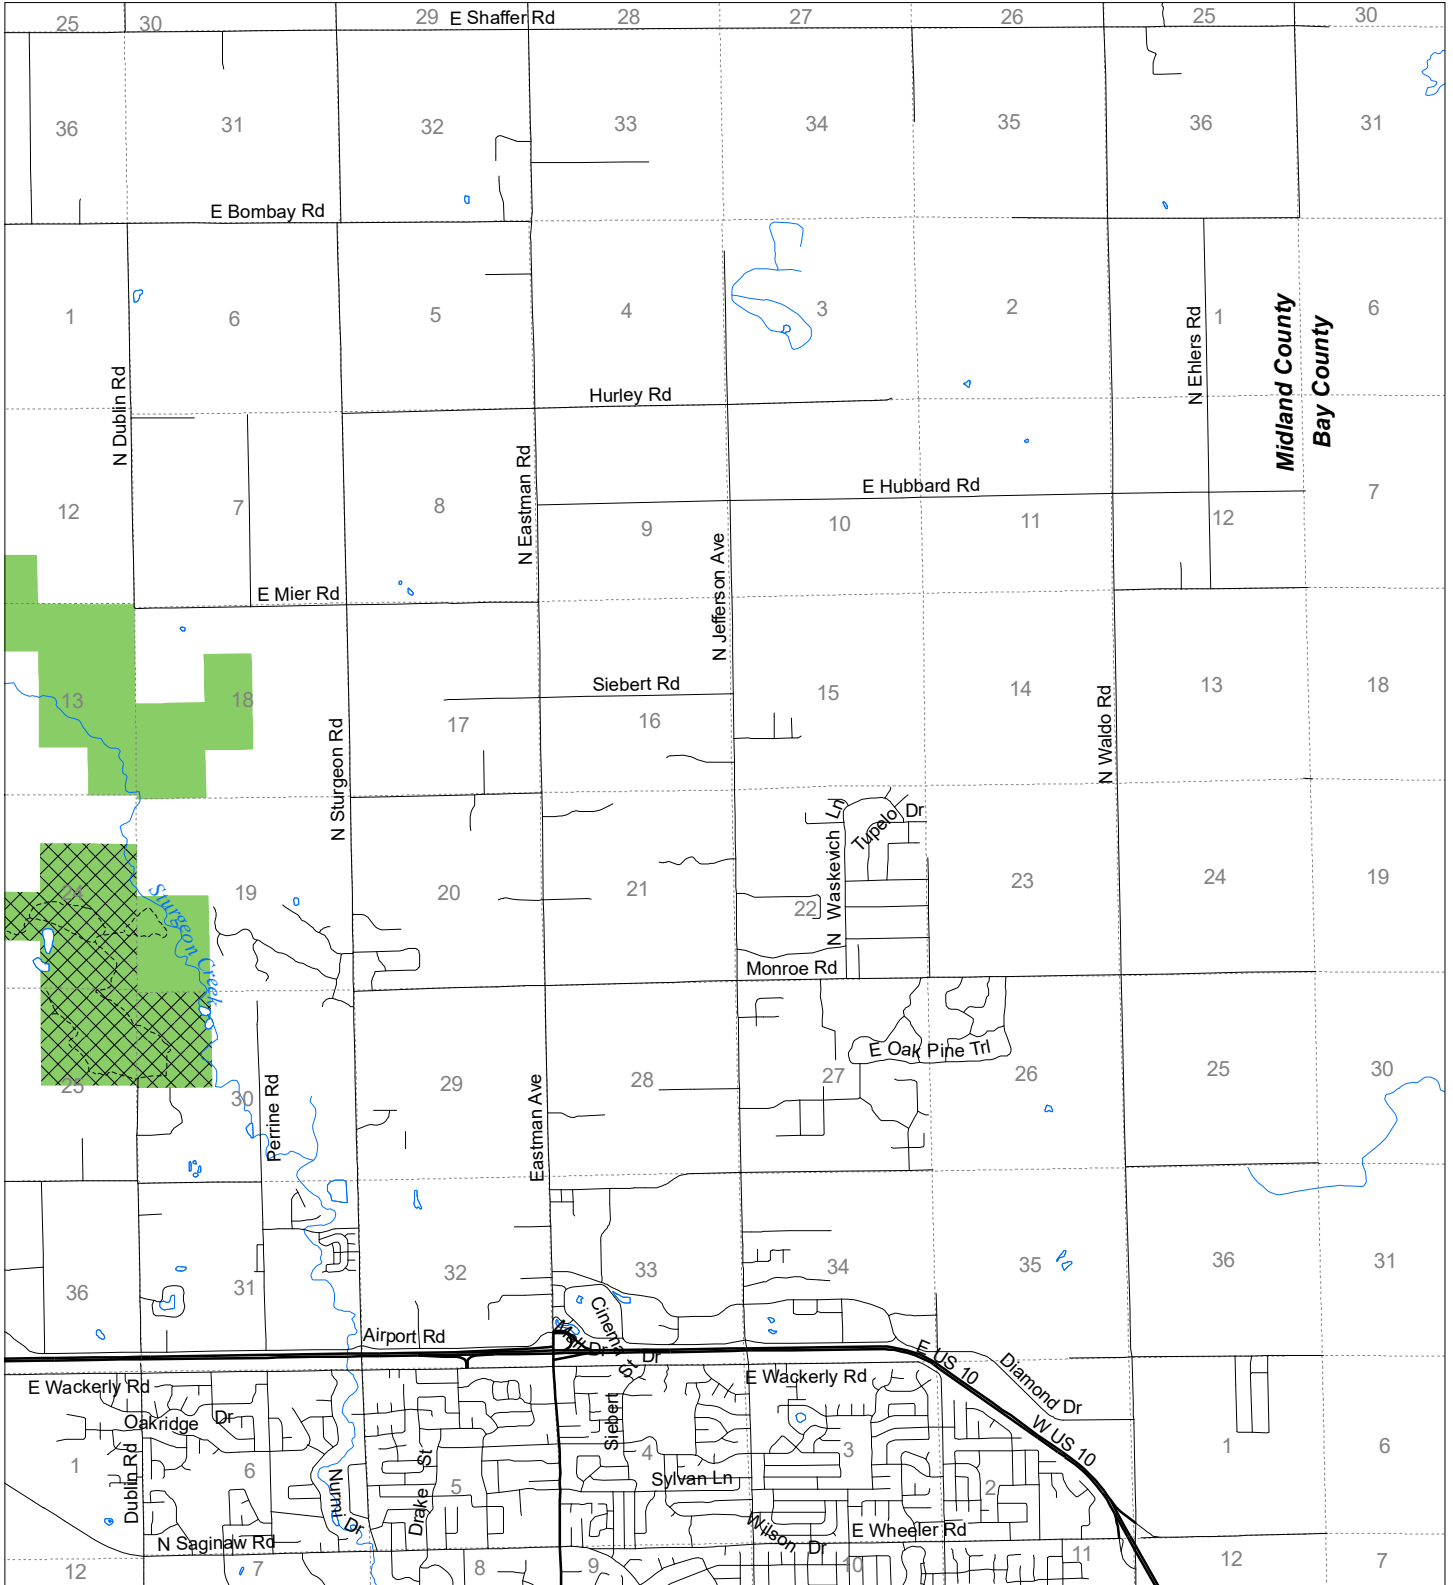 25 30 29 E Shaffer Rd 28 27 26 25 30
36 31 32 33 34 35 36 31
E Bombay Rd
1 6 5 4 3 2 1 6
N Ehlers Rd
Midland County
Bay County
N Dublin Rd
Hurley Rd
N Eastman Rd
E Hubbard Rd
12 7 8 9 10 11 12 7
N Jefferson Ave
E Mier Rd
Siebert Rd
13 18 17 16 15 14 13 18
N Sturgeon Rd
N Waldo Rd
N Waskevich Ln
Tupelo Dr
24 19 20 21 22 23 24 19
Sturgeon Creek
Monroe Rd
E Oak Pine Trl
25 30 29 28 27 26 25 30
Perrine Rd
Eastman Ave
36 31 32 33 34 35 36 31
Airport Rd
Cinema Dr
Mall Dr
E US 10
Diamond Dr
W US 10
E Wackerly Rd
E Wackerly Rd
Oakridge Dr
Siebert St
1 6 5 4 3 2 1 6
Dublin Rd
Nurmi Dr
Drake St
Sylvan Ln
N Saginaw Rd
Wilson Dr
E Wheeler Rd
12 7 8 9 10 11 12 7